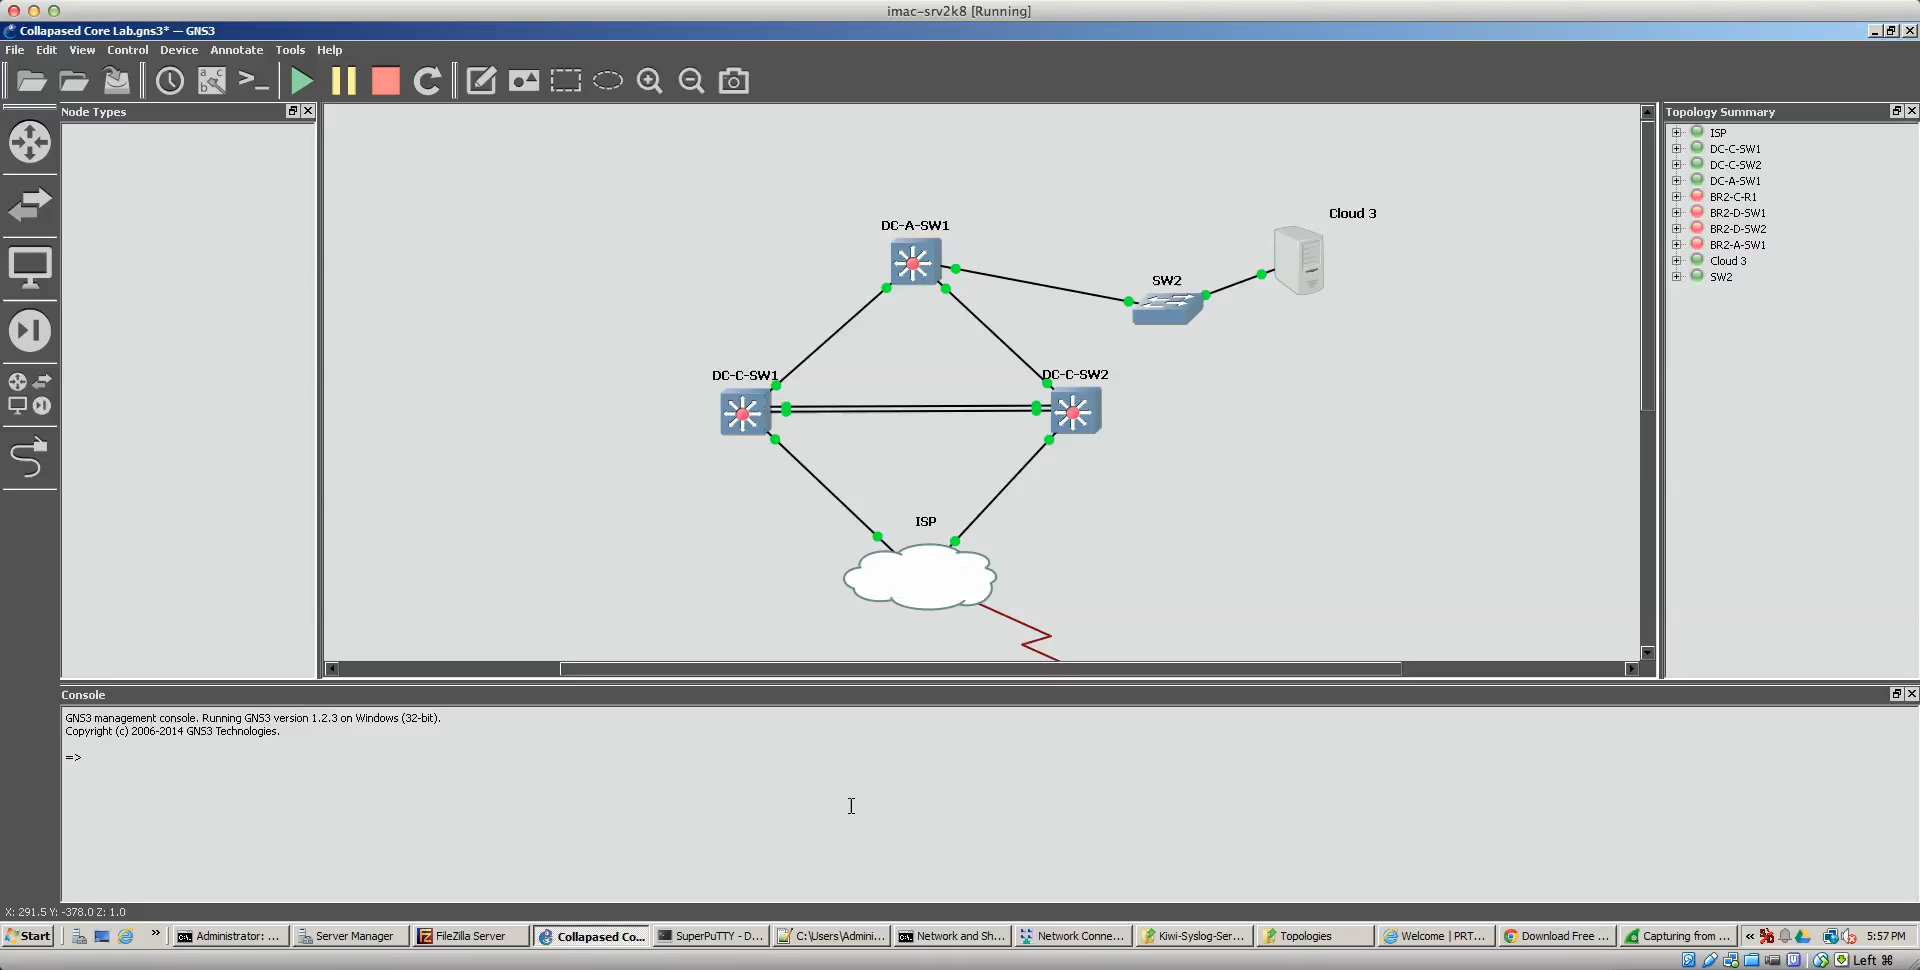 imac-srv2k8 [Running]
Collapased Core Lab.gns3* — GNS3
File Edit View Control Device Annotate Tools Help
Node Types
Topology Summary
ISP
DC-C-SW1
DC-C-SW2
DC-A-SW1
BR2-C-R1
BR2-D-SW1
BR2-D-SW2
BR2-A-SW1
Cloud 3
SW2
Cloud 3
DC-A-SW1
SW2
DC-C-SW1
DC-C-SW2
ISP
Console
GNS3 management console. Running GNS3 version 1.2.3 on Windows (32-bit).
Copyright (c) 2006-2014 GNS3 Technologies.
=>
X: 291.5 Y: -378.0 Z: 1.0
Start » Administrator: ... Server Manager FileZilla Server Collapased Co... SuperPuTTY - D... C:\Users\Admini... Network and Sh... Network Conne... Kiwi-Syslog-Ser... Topologies Welcome | PRT... Download Free ... Capturing from ... « 5:57 PM
Left ⌘